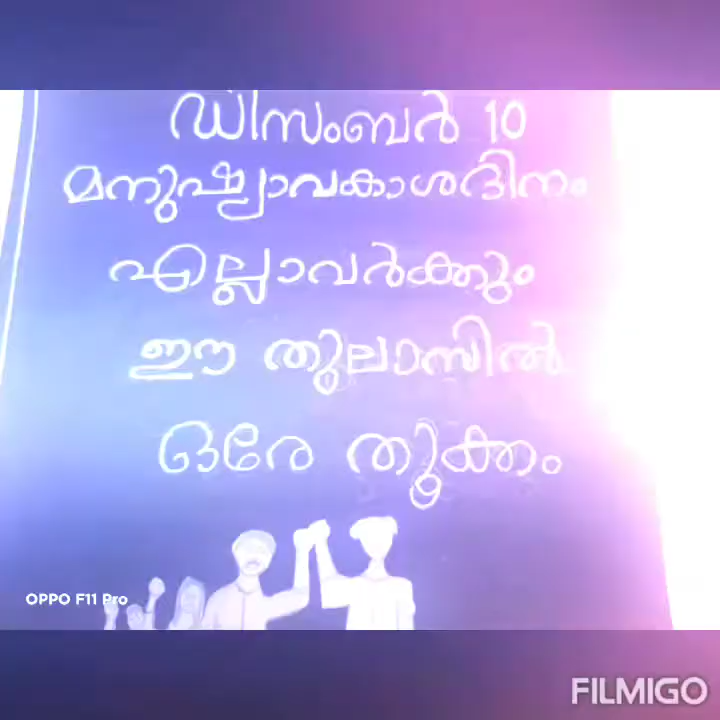 ഡിസംബർ 10
മനുഷ്യാവകാശദിനം
എല്ലാവർക്കും
ഈ തുലാസിൽ
ഒരേ തൂക്കം
OPPO F11 Pro
FILMIGO